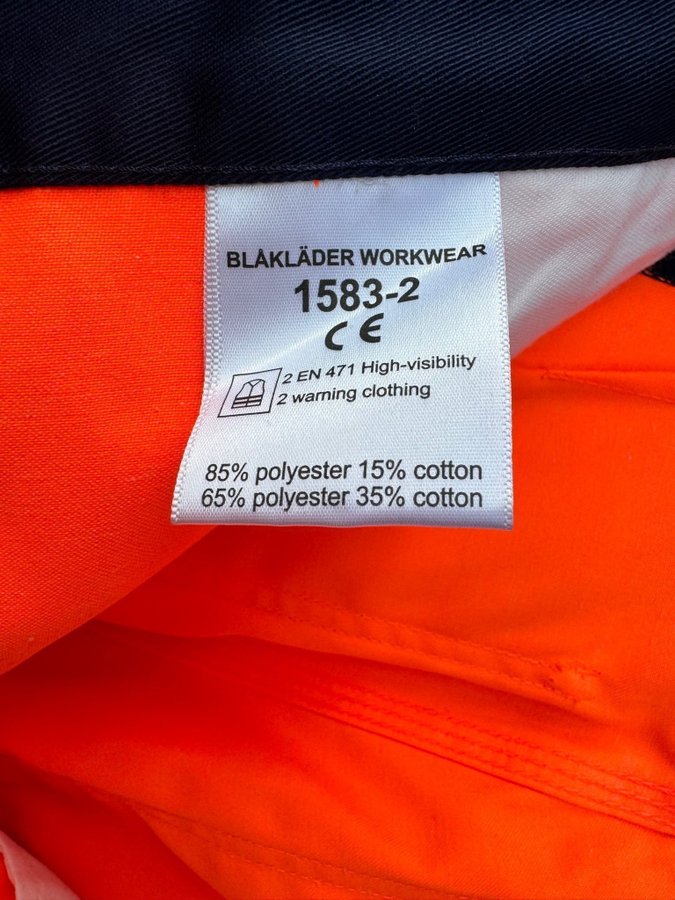 BLÅKLÄDER WORKWEAR
1583-2
CE
2 EN 471 High-visibility
2 warning clothing
85% polyester 15% cotton
65% polyester 35% cotton